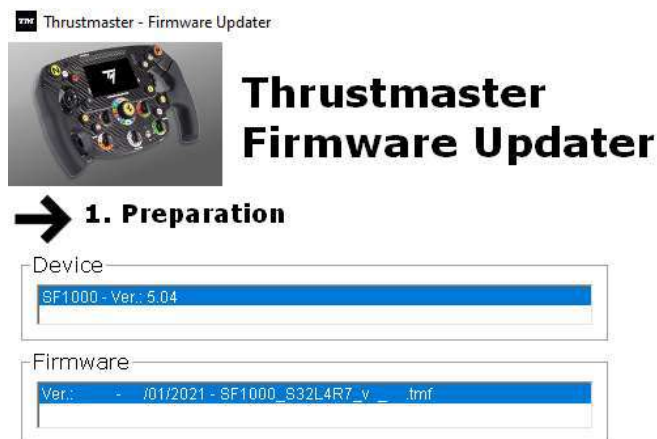 Thrustmaster - Firmware Updater
Thrustmaster
Firmware Updater
1. Preparation
Device
SF1000 - Ver.: 5.04
Firmware
Ver.: - /01/2021 - SF1000_S32L4R7_v _ .tmf